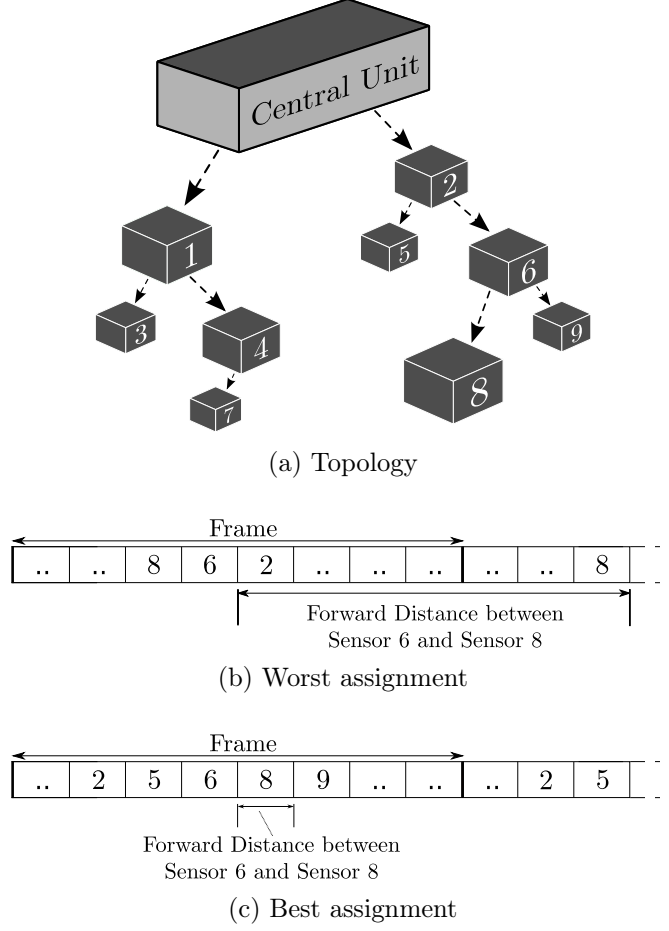 Central Unit
2
1
5
6
3
4
9
8
7
(a) Topology
Frame
.. .. 8 6 2 .. .. .. .. .. 8
Forward Distance between
Sensor 6 and Sensor 8
(b) Worst assignment
Frame
.. 2 5 6 8 9 .. .. .. 2 5
Forward Distance between
Sensor 6 and Sensor 8
(c) Best assignment